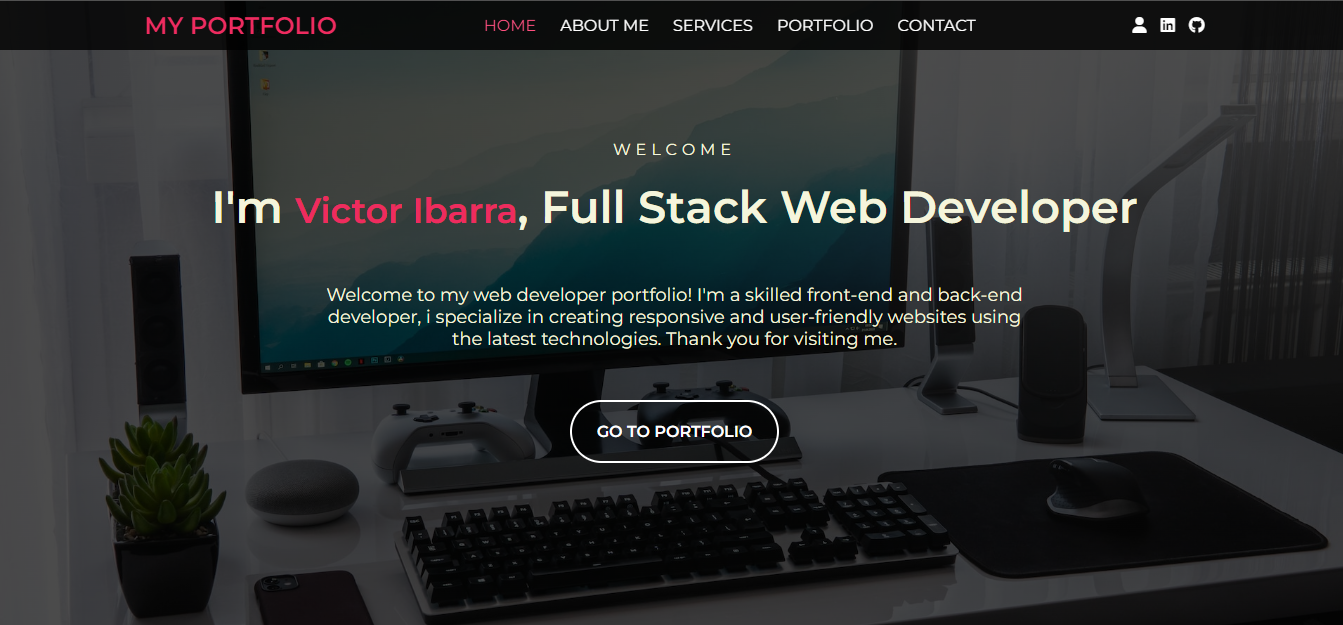 MY PORTFOLIO
HOME ABOUT ME SERVICES PORTFOLIO CONTACT
WELCOME
I'm Victor Ibarra, Full Stack Web Developer
Welcome to my web developer portfolio! I'm a skilled front-end and back-end
developer, i specialize in creating responsive and user-friendly websites using
the latest technologies. Thank you for visiting me.
GO TO PORTFOLIO